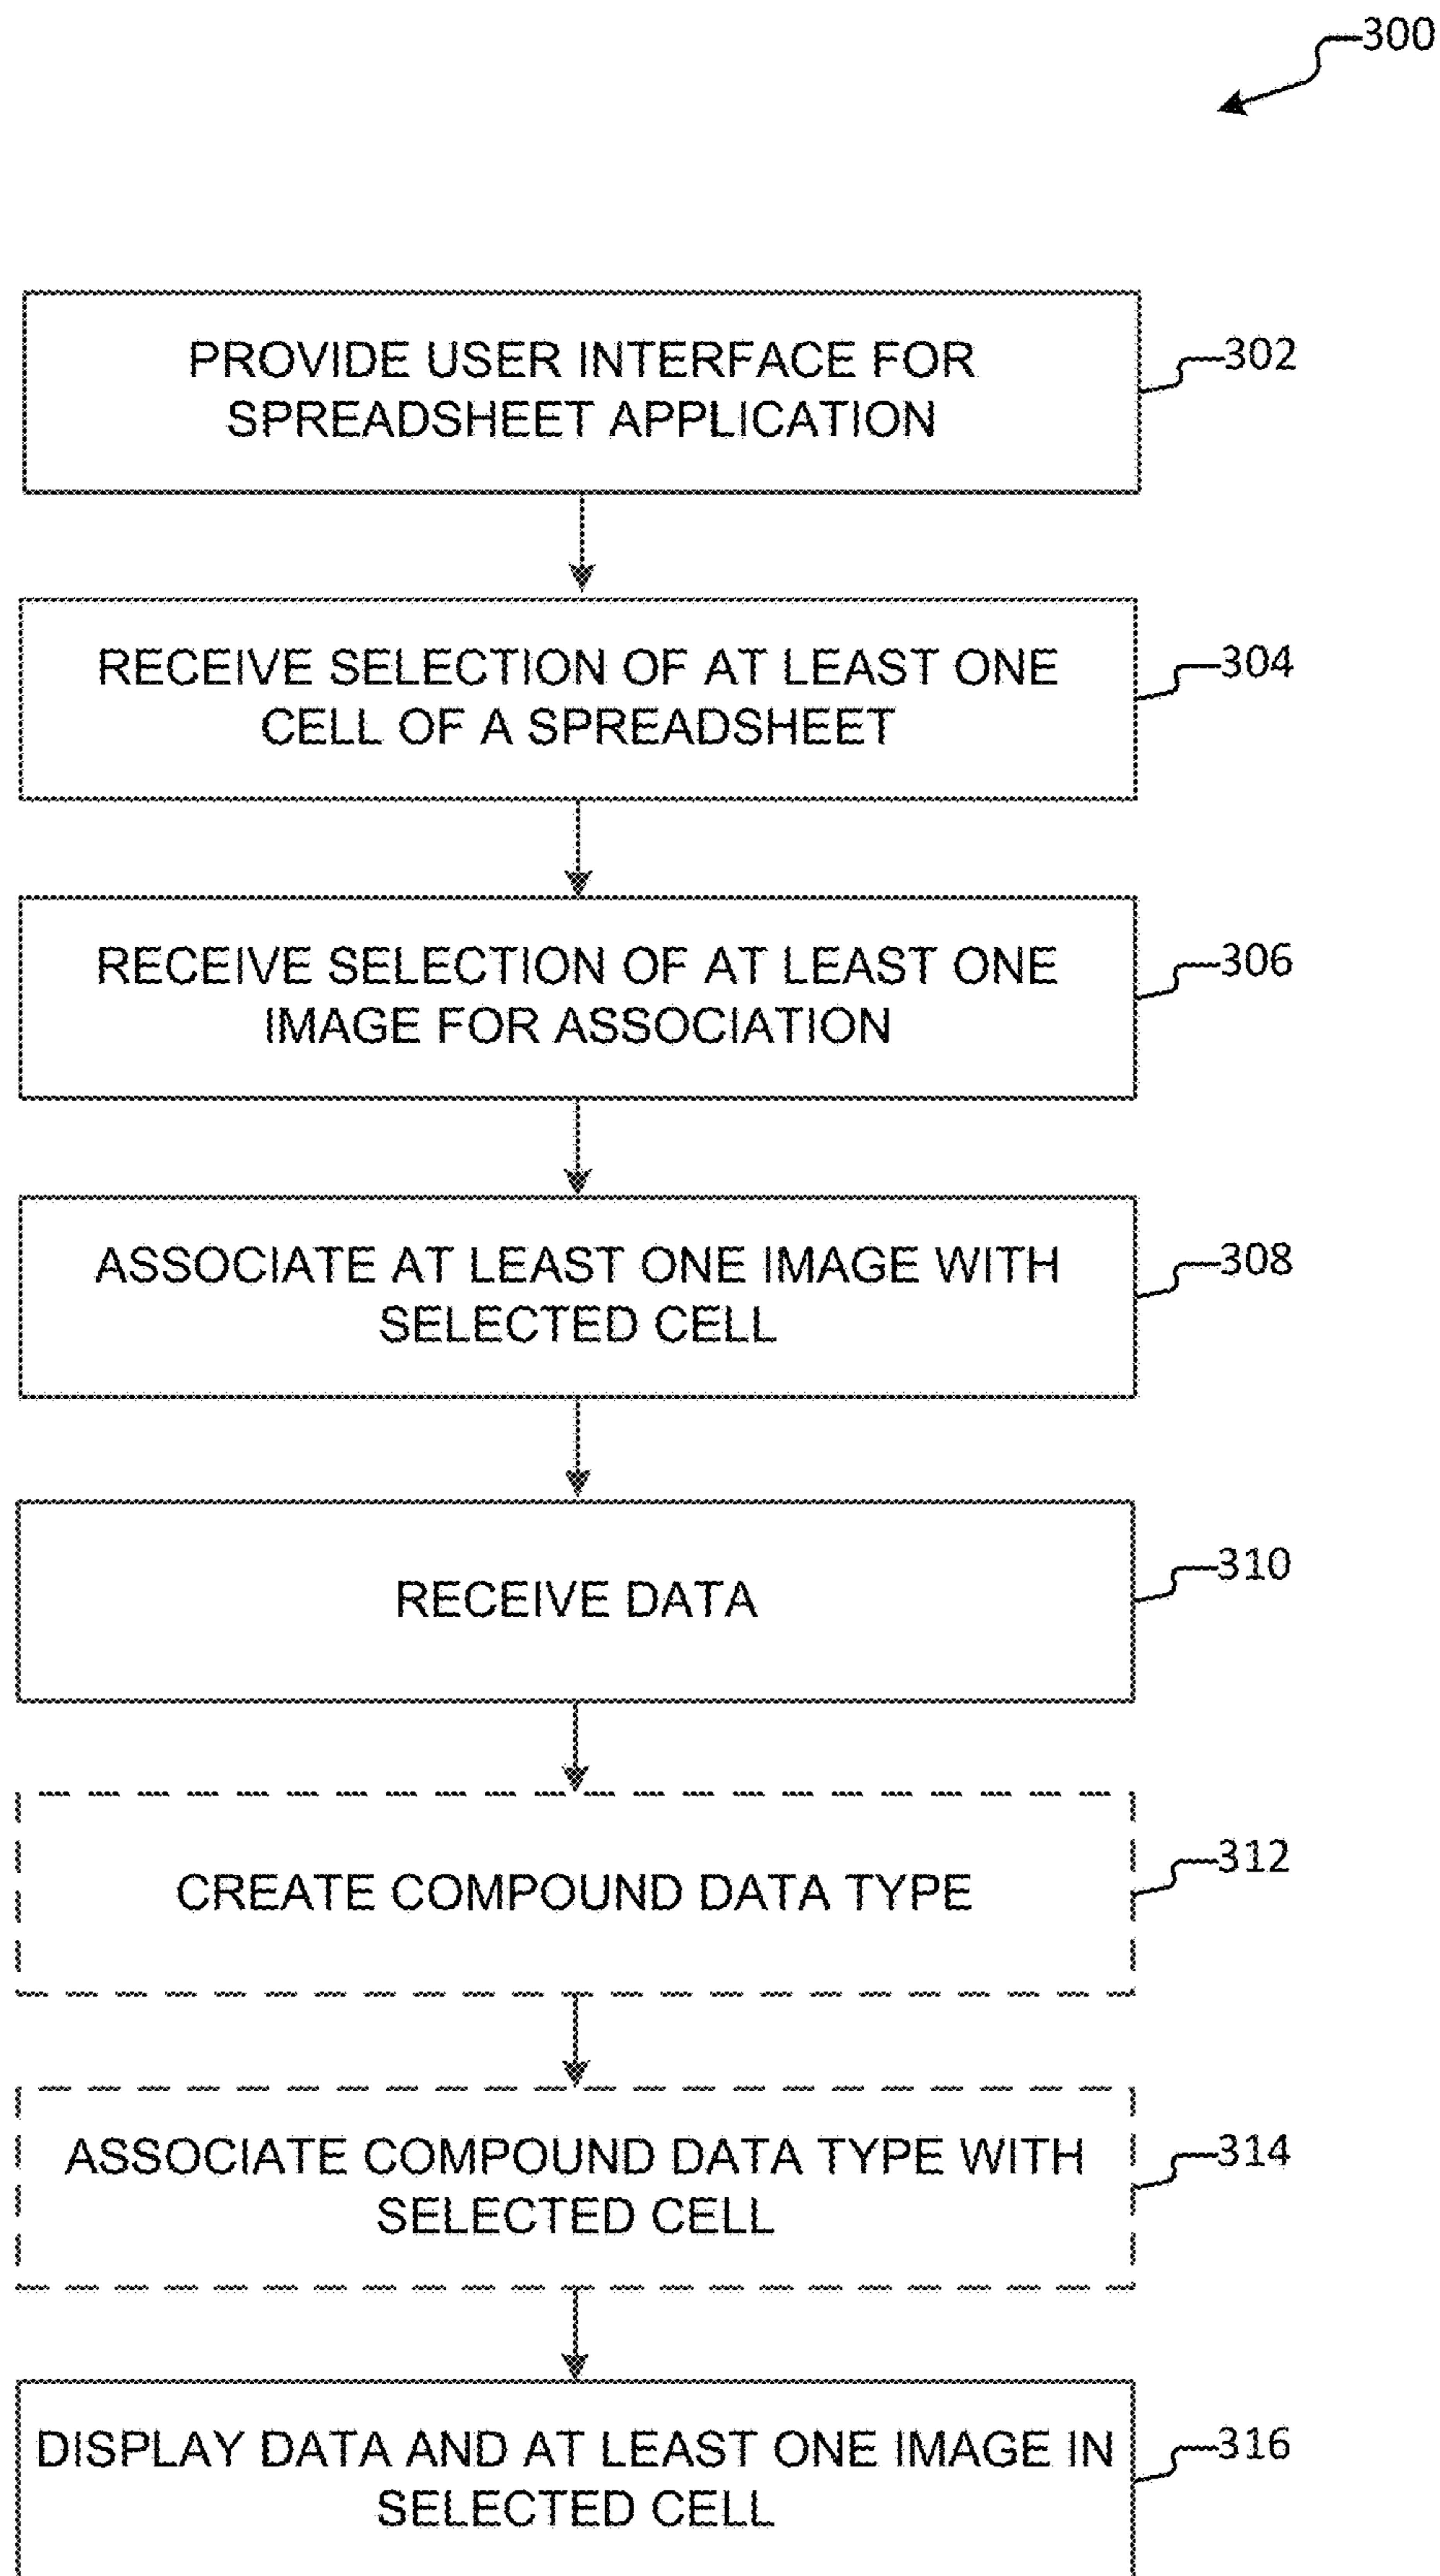 300
PROVIDE USER INTERFACE FOR
SPREADSHEET APPLICATION
302
RECEIVE SELECTION OF AT LEAST ONE
CELL OF A SPREADSHEET
304
RECEIVE SELECTION OF AT LEAST ONE
IMAGE FOR ASSOCIATION
306
ASSOCIATE AT LEAST ONE IMAGE WITH
SELECTED CELL
308
RECEIVE DATA
310
CREATE COMPOUND DATA TYPE
312
ASSOCIATE COMPOUND DATA TYPE WITH
SELECTED CELL
314
DISPLAY DATA AND AT LEAST ONE IMAGE IN
SELECTED CELL
316